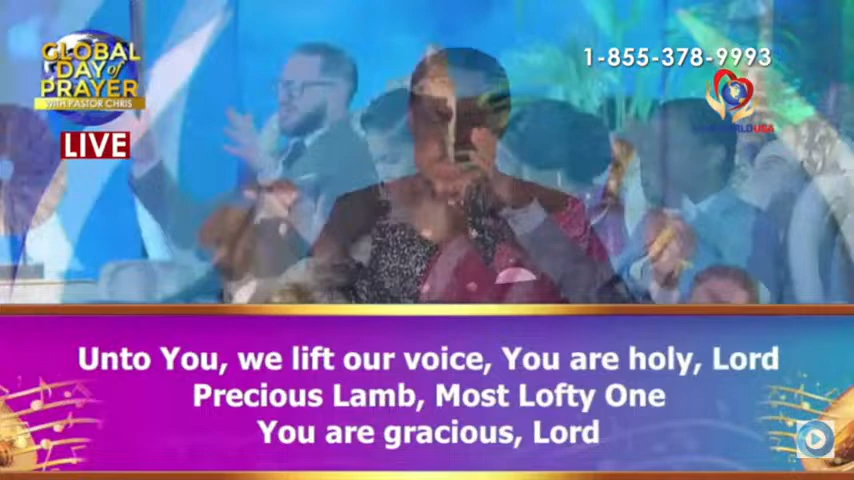 GLOBAL
DAY of
PRAYER
WITH PASTOR CHRIS
LIVE
1-855-378-9993
Unto You, we lift our voice, You are holy, Lord
Precious Lamb, Most Lofty One
You are gracious, Lord